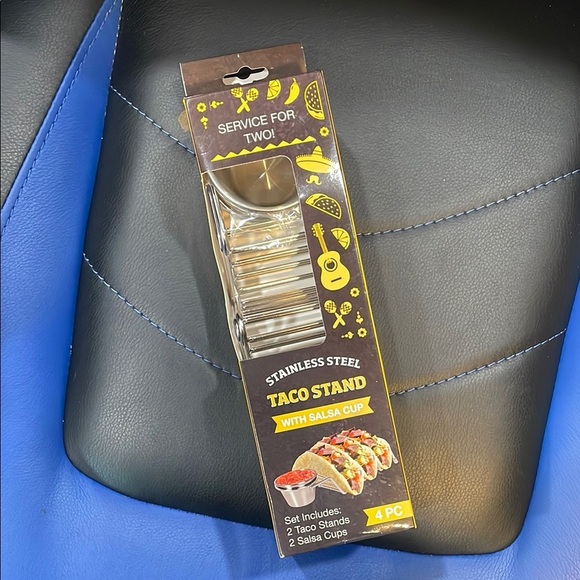 SERVICE FOR
TWO!
STAINLESS STEEL
TACO STAND
WITH SALSA CUP
Set Includes:
2 Taco Stands
2 Salsa Cups
4 PC